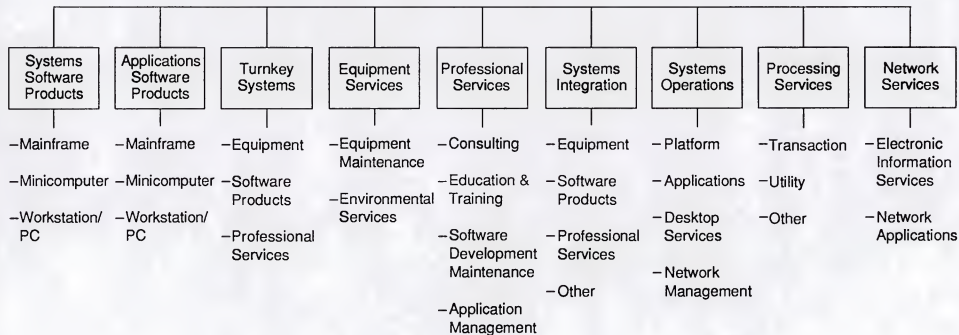 Systems
Software
Products
Applications
Software
Products
Turnkey
Systems
Equipment
Services
Professional
Services
Systems
Integration
Systems
Operations
Processing
Services
Network
Services
–Mainframe
–Minicomputer
–Workstation/
PC
–Mainframe
–Minicomputer
–Workstation/
PC
–Equipment
–Software
Products
–Professional
Services
–Equipment
Maintenance
–Environmental
Services
–Consulting
–Education &
Training
–Software
Development
Maintenance
–Application
Management
–Equipment
–Software
Products
–Professional
Services
–Other
–Platform
–Applications
–Desktop
Services
–Network
Management
–Transaction
–Utility
–Other
–Electronic
Information
Services
–Network
Applications